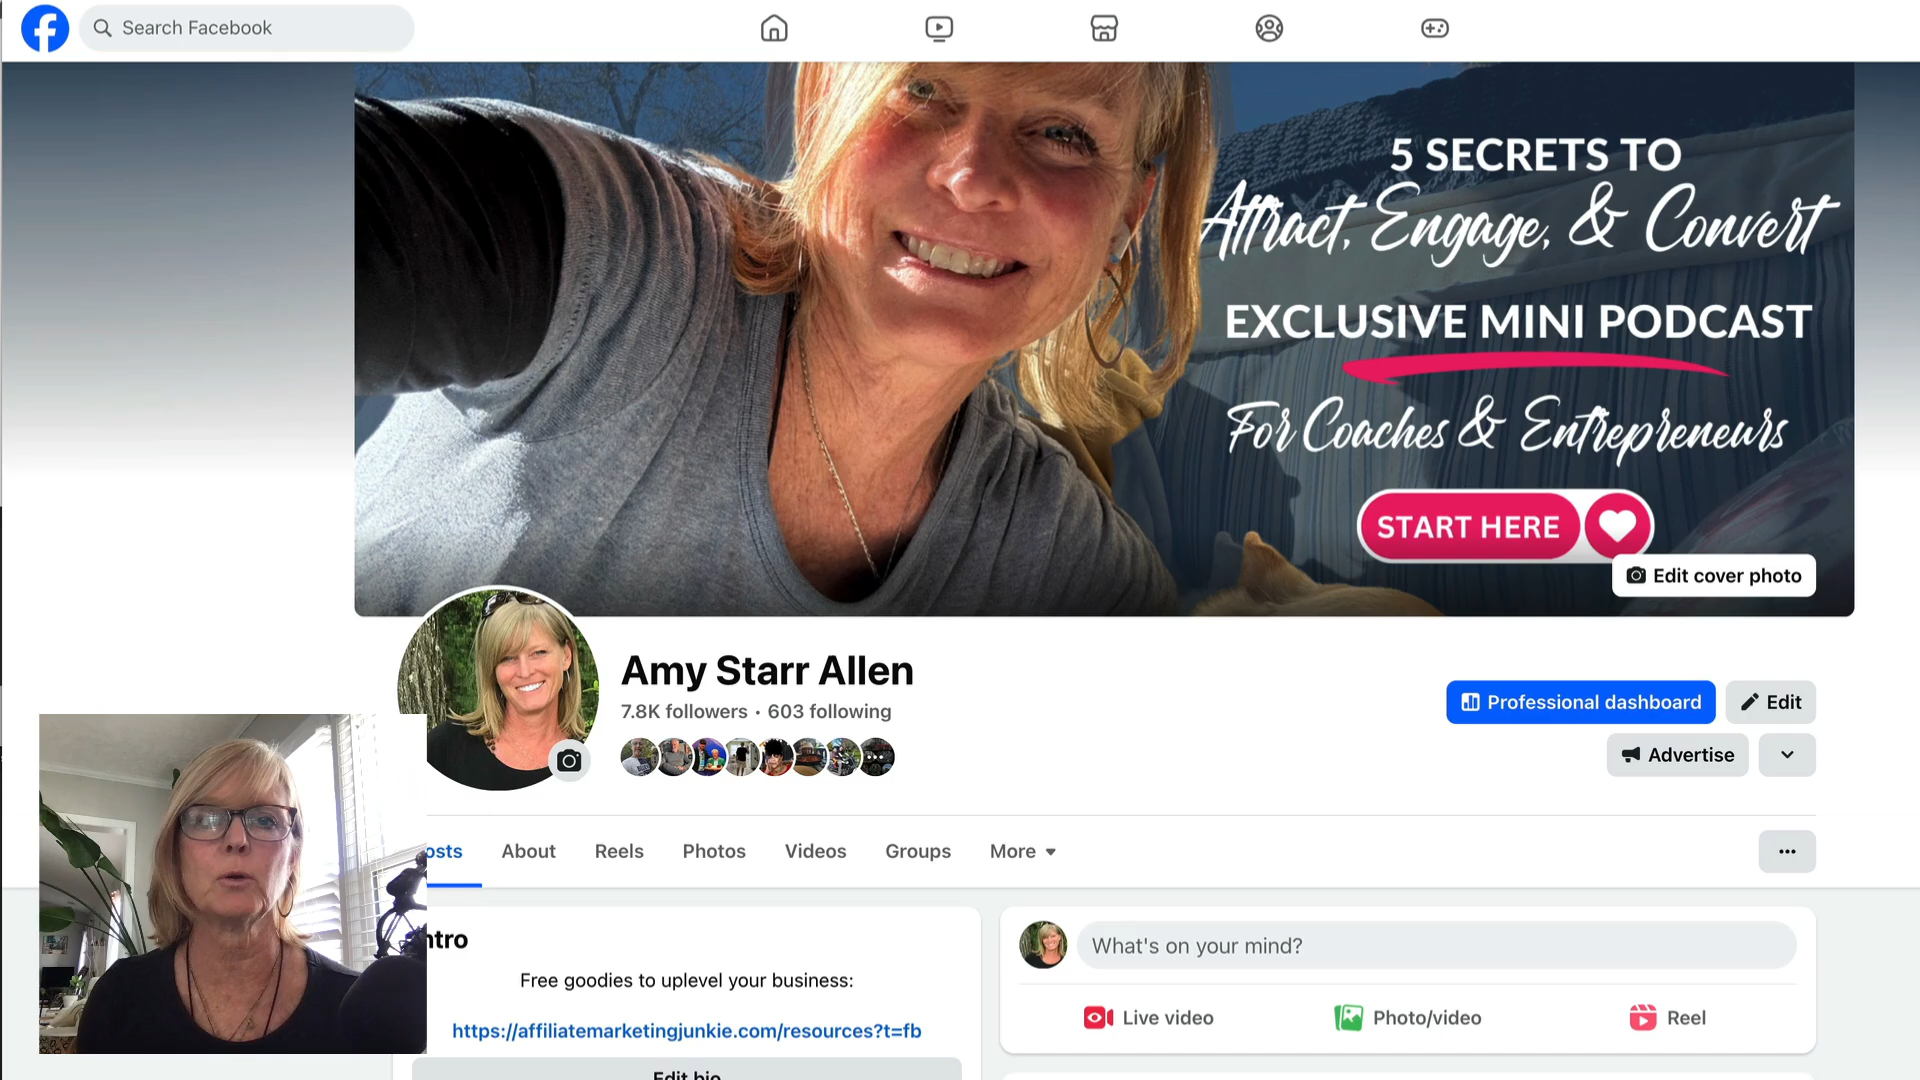 Search Facebook
5 SECRETS TO
Attract, Engage, & Convert
EXCLUSIVE MINI PODCAST
For Coaches & Entrepreneurs
START HERE
Edit cover photo
Amy Starr Allen
7.8K followers • 603 following
Professional dashboard
Edit
Advertise
osts
About
Reels
Photos
Videos
Groups
More
ntro
Free goodies to uplevel your business:
https://affiliatemarketingjunkie.com/resources?t=fb
Edit bio
What's on your mind?
Live video
Photo/video
Reel